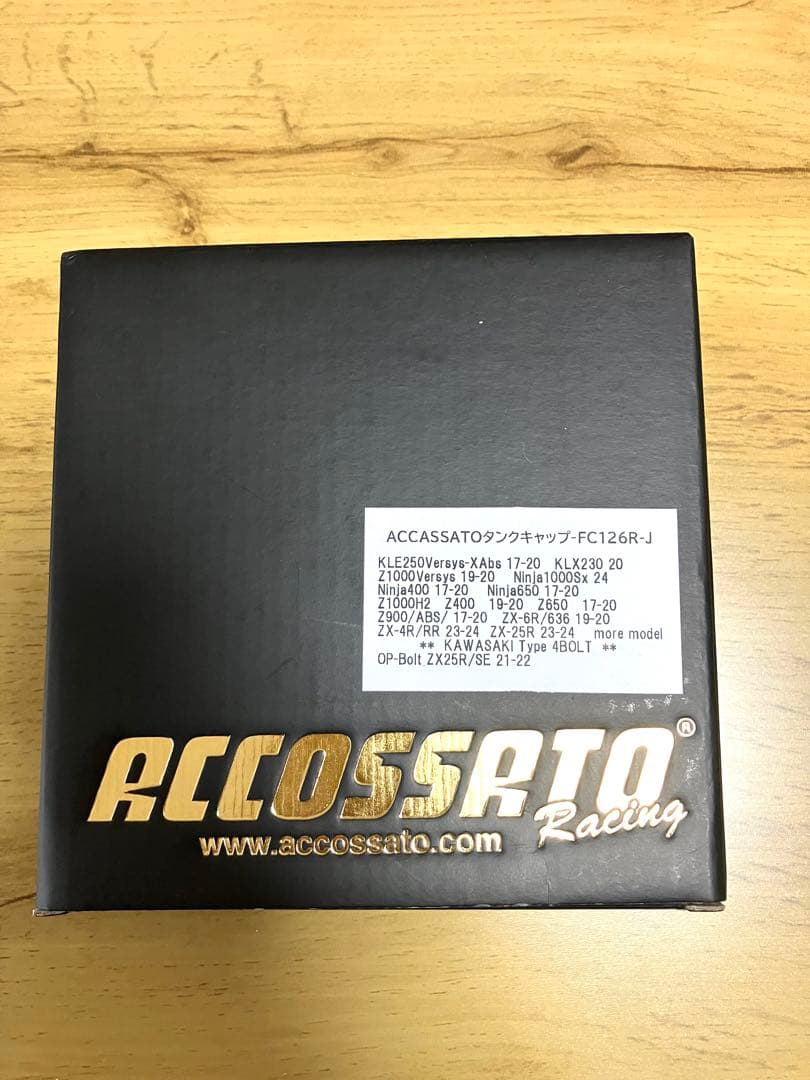 ACCASSATOタンクキャップ-FC126R-J
KLE250Versys-XAbs 17-20 KLX230 20
Z1000Versys 19-20 Ninja1000Sx 24
Ninja400 17-20 Ninja650 17-20
Z1000H2 Z400 19-20 Z650 17-20
Z900/ABS/ 17-20 ZX-6R/636 19-20
ZX-4R/RR 23-24 ZX-25R 23-24 more model
** KAWASAKI Type 4BOLT **
OP-Bolt ZX25R/SE 21-22
ACCOSSATO®
Racing
www.accossato.com